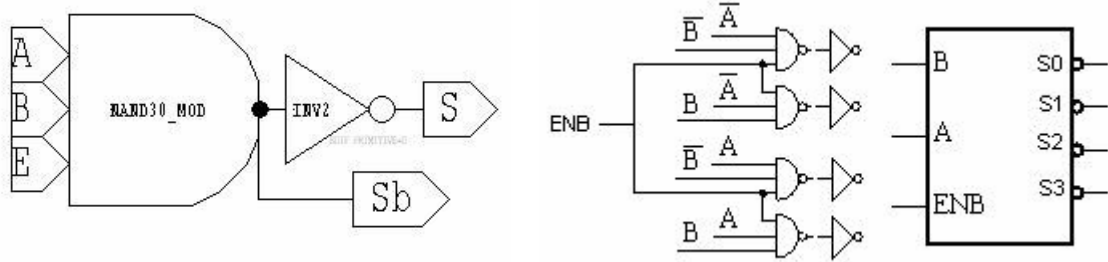 A
B
E
NAND30_MOD
INV2
S
Sb
ENB
B̅ A̅
B A̅
B̅ A
B A
B
A
ENB
S0
S1
S2
S3